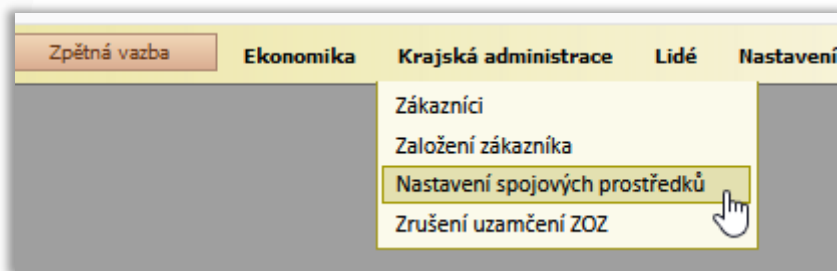 Zpětná vazba Ekonomika Krajská administrace Lidé Nastavení
Zákazníci
Založení zákazníka
Nastavení spojových prostředků
Zrušení uzamčení ZOZ